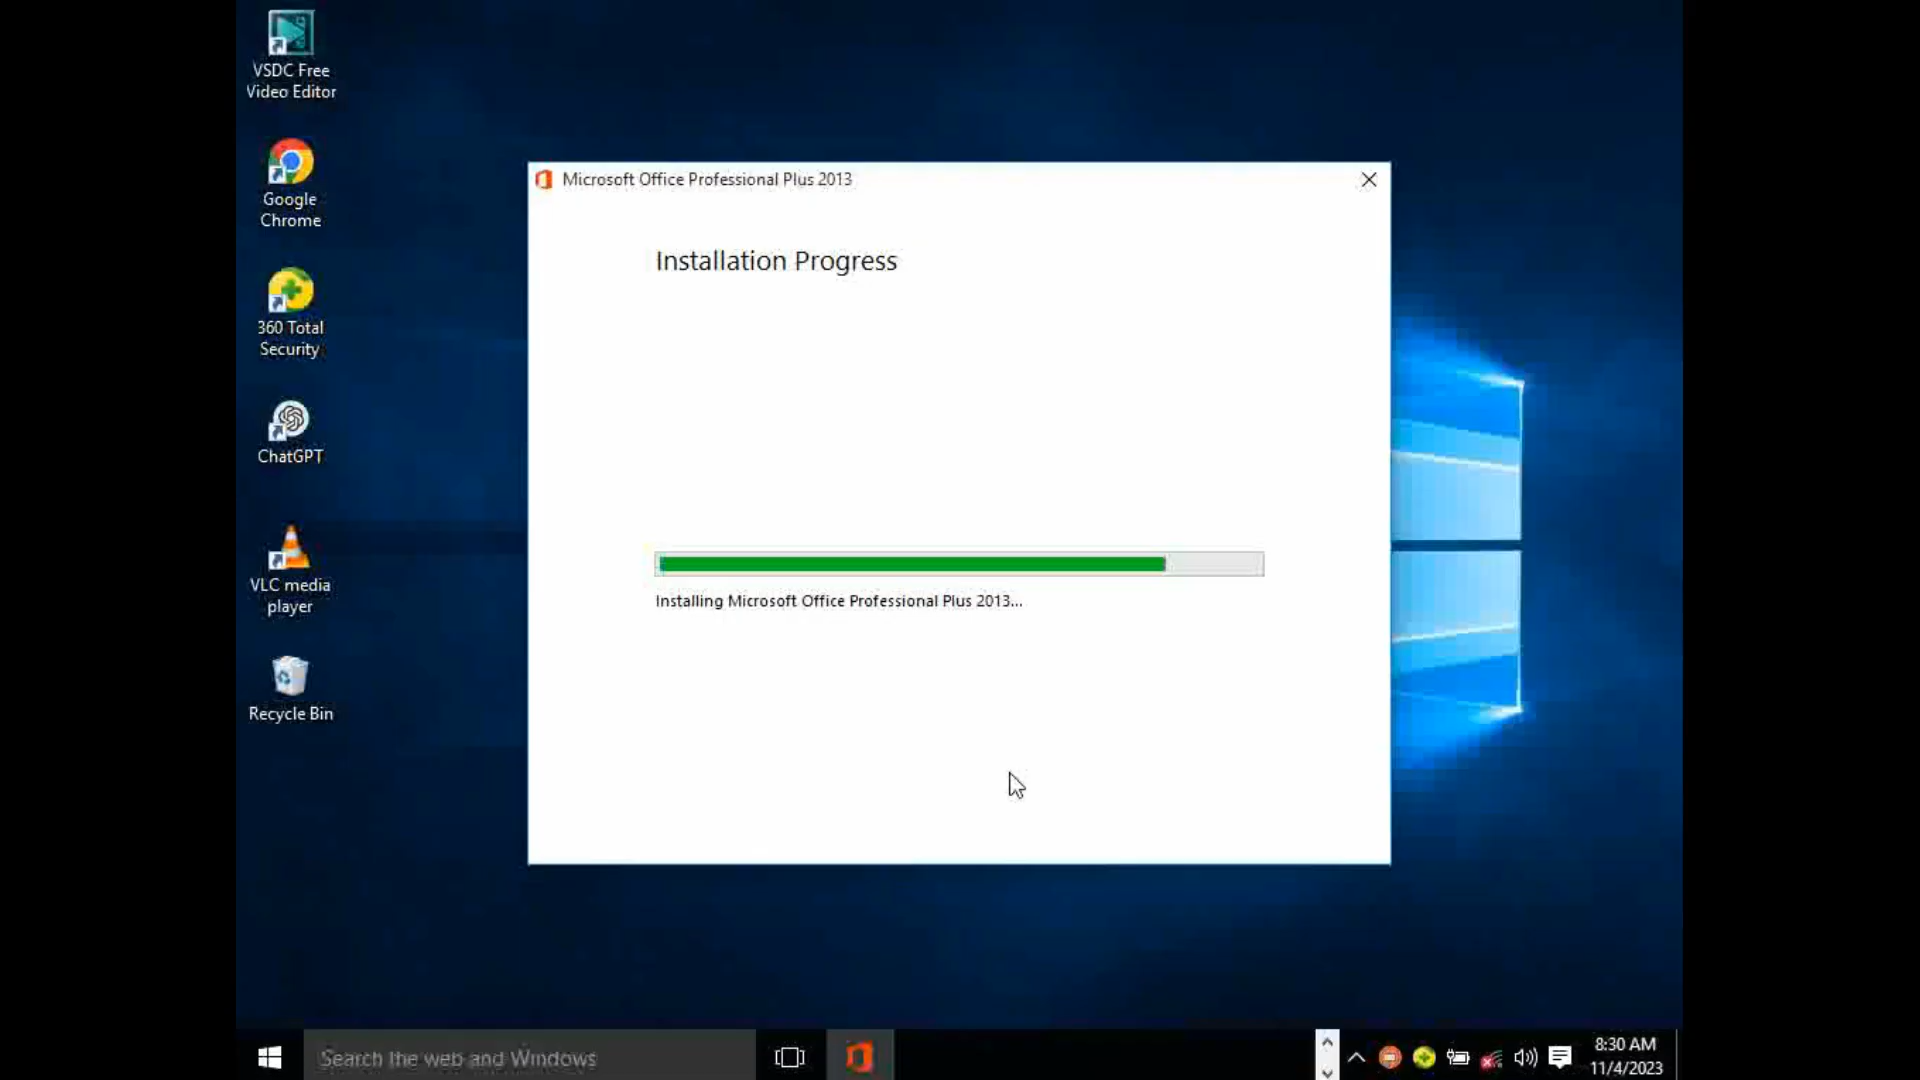 VSDC Free
Video Editor
Google
Chrome
360 Total
Security
ChatGPT
VLC media
player
Recycle Bin
Microsoft Office Professional Plus 2013
Installation Progress
Installing Microsoft Office Professional Plus 2013...
Search the web and Windows
8:30 AM
11/4/2023